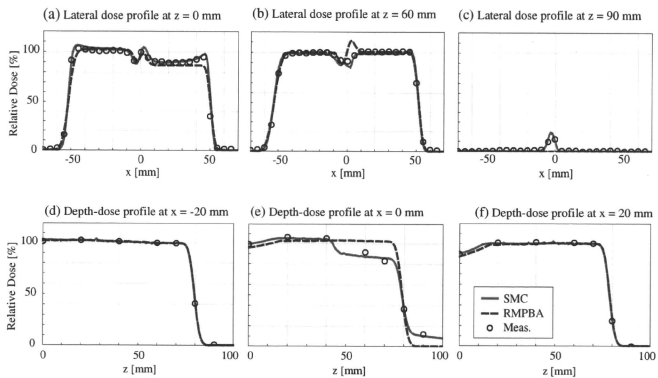 (a) Lateral dose profile at z = 0 mm
(b) Lateral dose profile at z = 60 mm
(c) Lateral dose profile at z = 90 mm
Relative Dose [%]
100
50
0
-50
0
50
-50
0
50
-50
0
50
x [mm]
x [mm]
x [mm]
(d) Depth-dose profile at x = -20 mm
(e) Depth-dose profile at x = 0 mm
(f) Depth-dose profile at x = 20 mm
Relative Dose [%]
100
50
0
SMC
RMPBA
Meas.
0
50
100
0
50
100
0
50
100
z [mm]
z [mm]
z [mm]